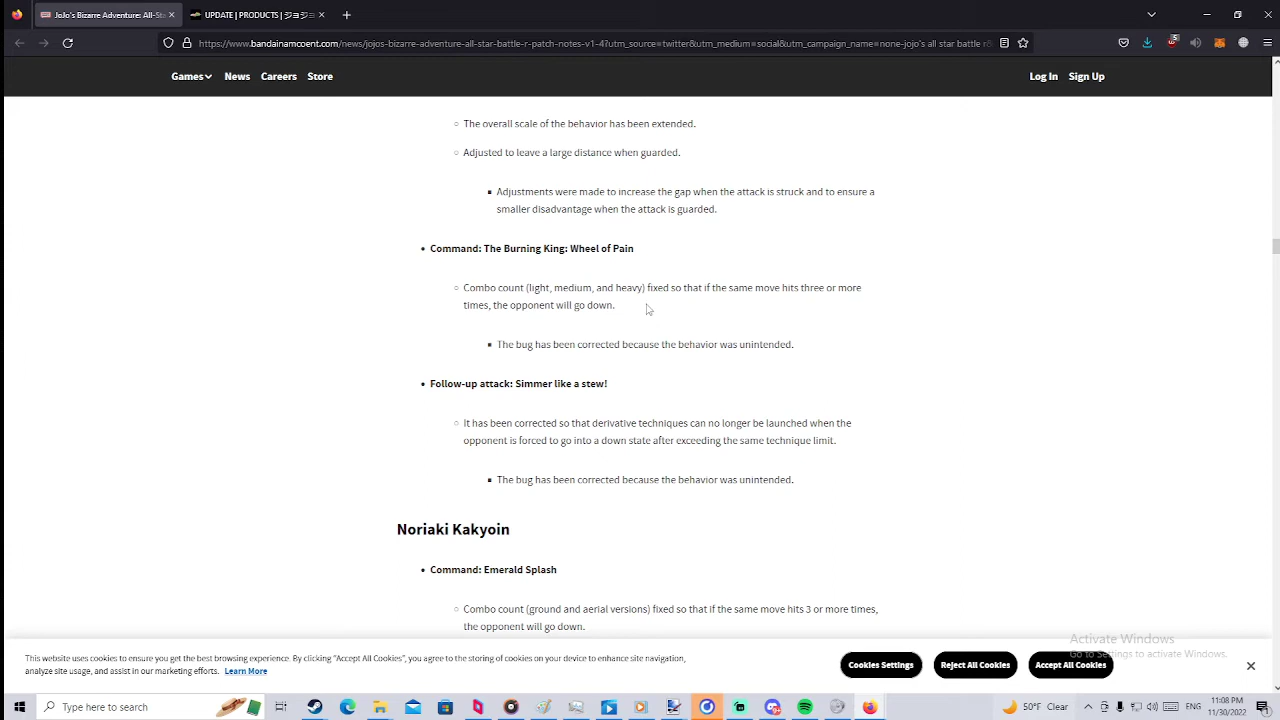 JoJo's Bizarre Adventure: All-Sta
UPDATE | PRODUCTS | ジョジョ
https://www.bandainamcoent.com/news/jojos-bizarre-adventure-all-star-battle-r-patch-notes-v1-4?utm_source=twitter&utm_medium=social&utm_campaign_name=none-jojo's all star battle r
5
Games News Careers Store Log In Sign Up
The overall scale of the behavior has been extended.
Adjusted to leave a large distance when guarded.
Adjustments were made to increase the gap when the attack is struck and to ensure a
smaller disadvantage when the attack is guarded.
Command: The Burning King: Wheel of Pain
Combo count (light, medium, and heavy) fixed so that if the same move hits three or more
times, the opponent will go down.
The bug has been corrected because the behavior was unintended.
Follow-up attack: Simmer like a stew!
It has been corrected so that derivative techniques can no longer be launched when the
opponent is forced to go into a down state after exceeding the same technique limit.
The bug has been corrected because the behavior was unintended.
Noriaki Kakyoin
Command: Emerald Splash
Combo count (ground and aerial versions) fixed so that if the same move hits 3 or more times,
the opponent will go down.
This website uses cookies to ensure you get the best browsing experience. By clicking "Accept All Cookies", you agree to the storing of cookies on your device to enhance site navigation,
analyze site usage, and assist in our marketing efforts. Learn More
Cookies Settings Reject All Cookies Accept All Cookies
Activate Windows
Go to Settings to activate Windows.
Type here to search
50°F Clear
ENG
11:08 PM
11/30/2022